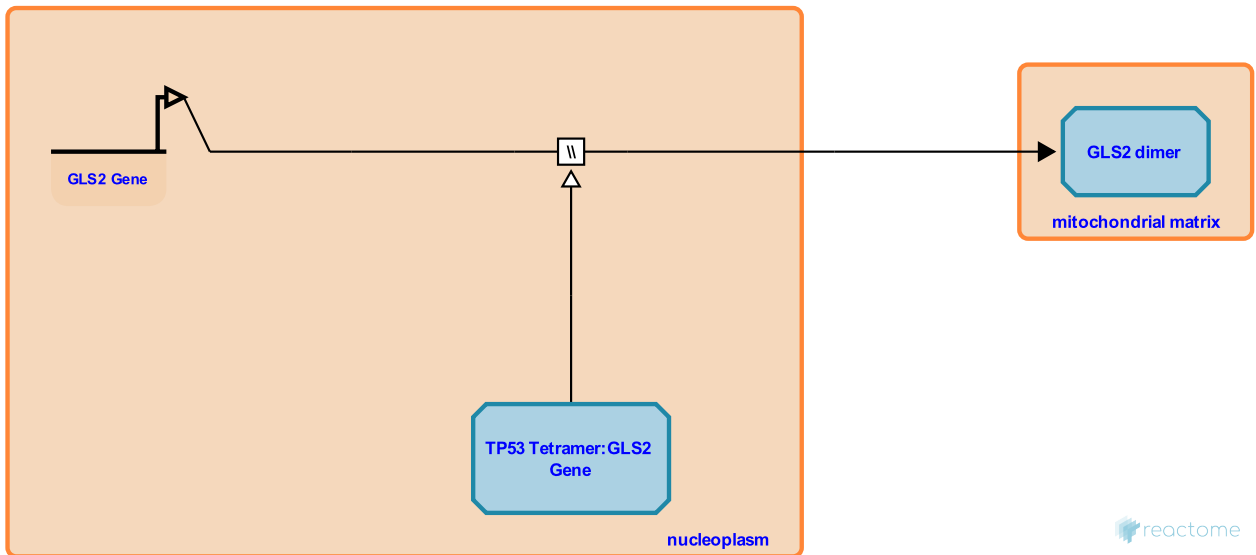 GLS2 Gene
\\
GLS2 dimer
mitochondrial matrix
TP53 Tetramer:GLS2
Gene
nucleoplasm
reactome